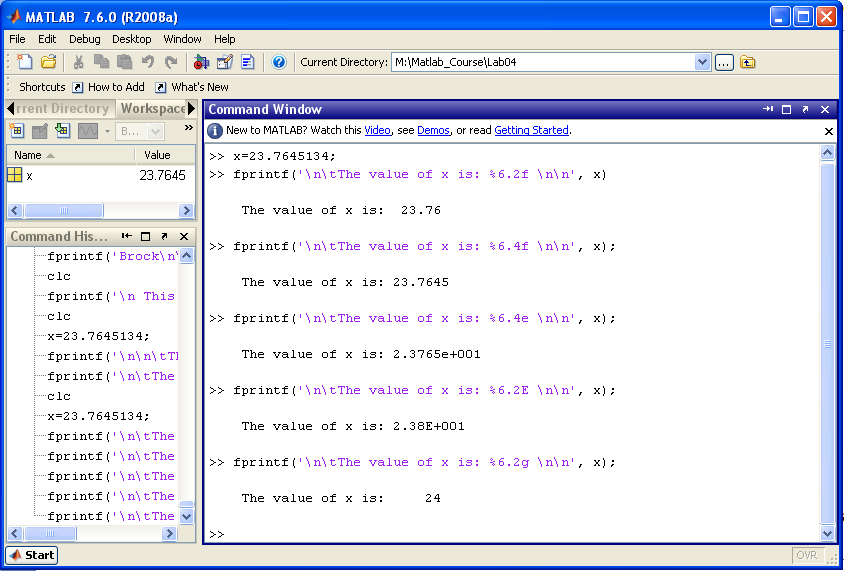 MATLAB 7.6.0 (R2008a)
File Edit Debug Desktop Window Help
Current Directory: M:\Matlab_Course\Lab04 ...
Shortcuts How to Add What's New
rrent Directory Workspace
B...
»
Name Value
x 23.7645
Command His...
fprintf('Brock\n\
clc
fprintf('\n This
clc
x=23.7645134;
fprintf('\n\n\tTh
fprintf('\n\tThe
clc
x=23.7645134;
fprintf('\n\tThe
fprintf('\n\tThe
fprintf('\n\tThe
fprintf('\n\tThe
fprintf('\n\tThe
Command Window
New to MATLAB? Watch this Video, see Demos, or read Getting Started.
>> x=23.7645134;
>> fprintf('\n\tThe value of x is: %6.2f \n\n', x)
The value of x is:  23.76
>> fprintf('\n\tThe value of x is: %6.4f \n\n', x);
The value of x is: 23.7645
>> fprintf('\n\tThe value of x is: %6.4e \n\n', x);
The value of x is: 2.3765e+001
>> fprintf('\n\tThe value of x is: %6.2E \n\n', x);
The value of x is: 2.38E+001
>> fprintf('\n\tThe value of x is: %6.2g \n\n', x);
The value of x is:     24
>>
Start
OVR